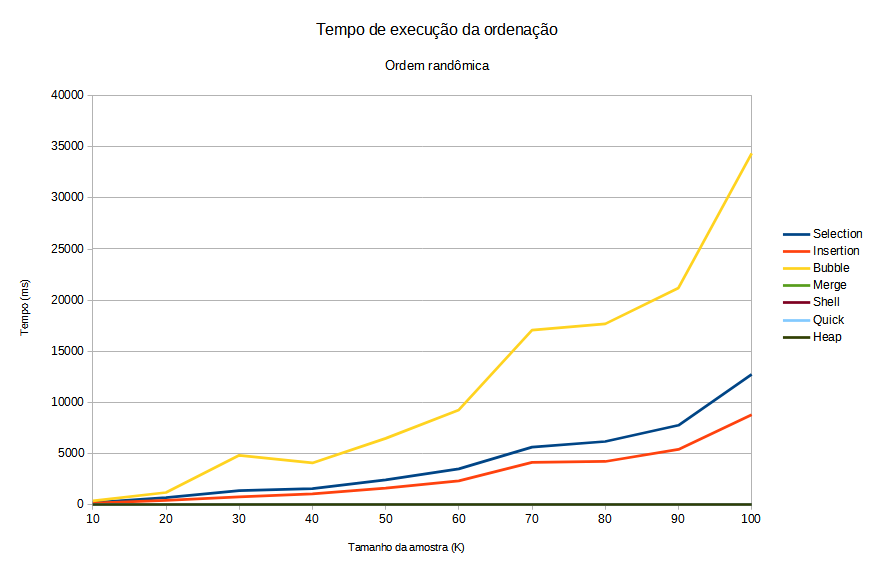 Tempo de execução da ordenação
Ordem randômica
40000
35000
30000
25000
20000
15000
10000
5000
0
Tempo (ms)
10 20 30 40 50 60 70 80 90 100
Tamanho da amostra (K)
Selection
Insertion
Bubble
Merge
Shell
Quick
Heap